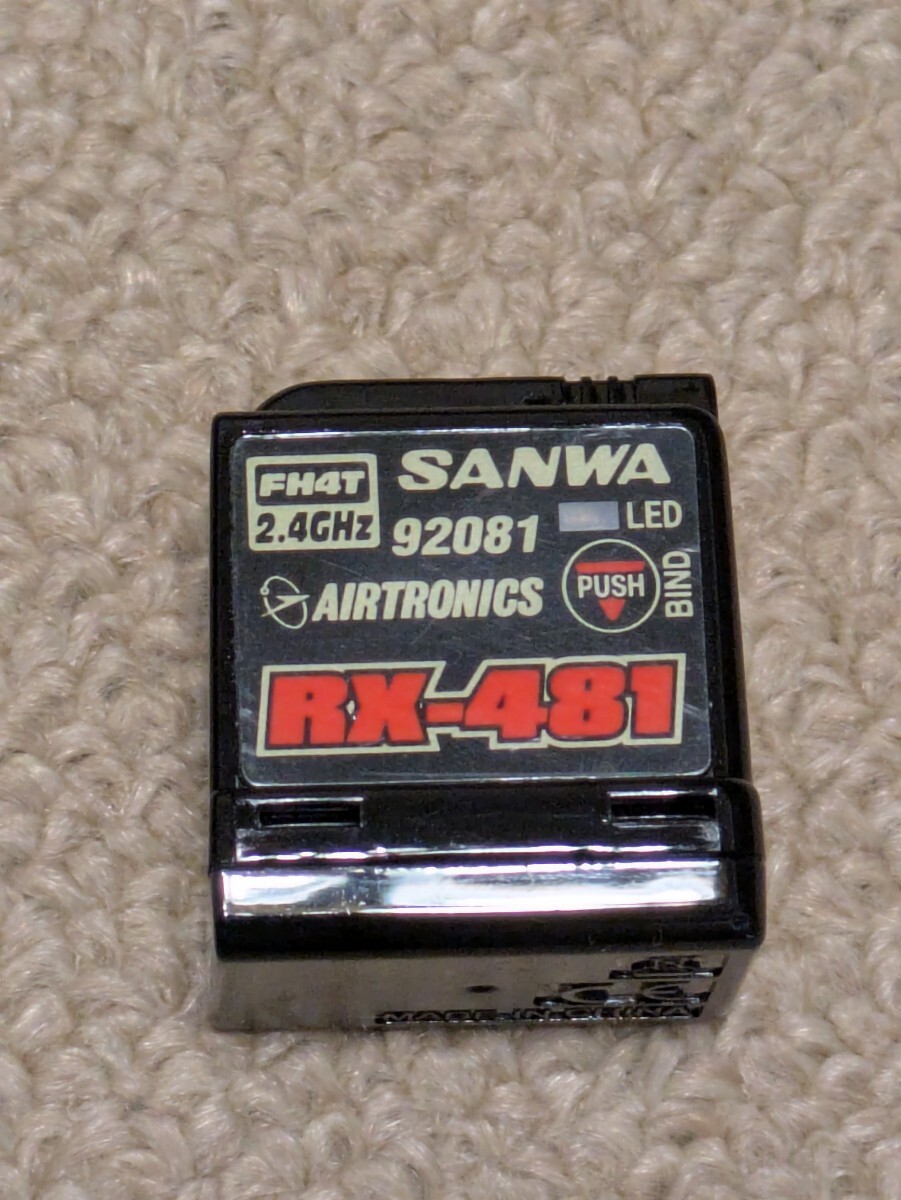 FH4T
2.4GHz
SANWA
92081
LED
AIRTRONICS
PUSH
BIND
RX-481
MADE IN CHINA